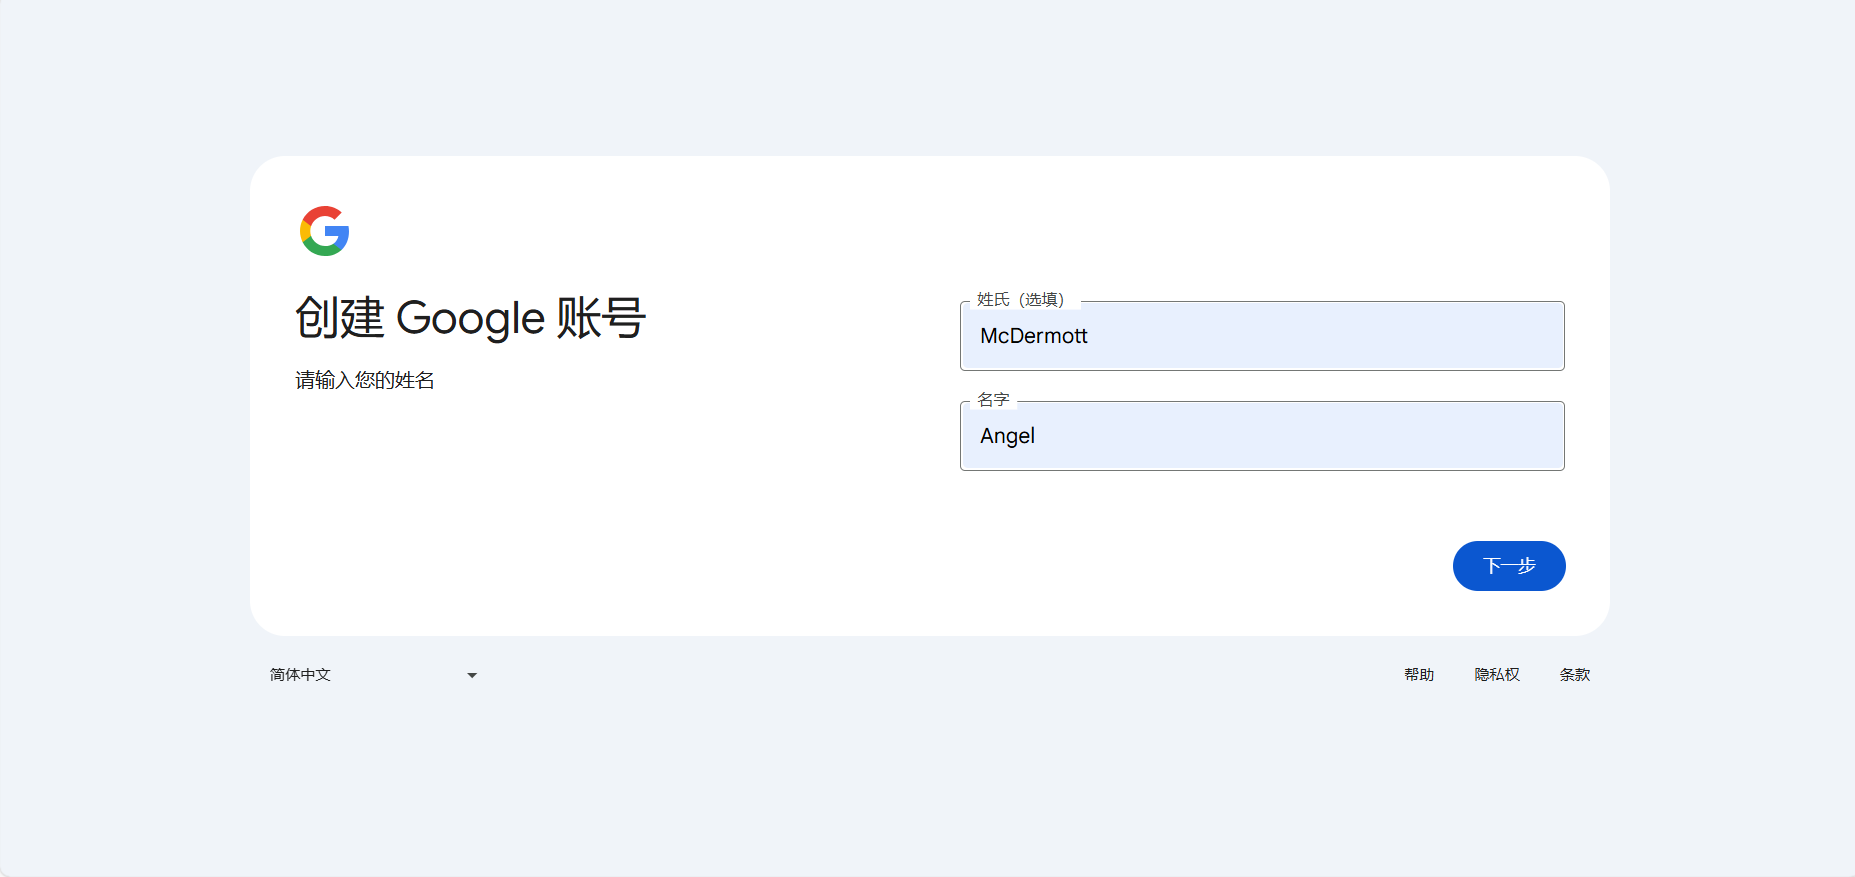 创建 Google 账号
请输入您的姓名
姓氏（选填）
McDermott
名字
Angel
下一步
简体中文
帮助 隐私权 条款